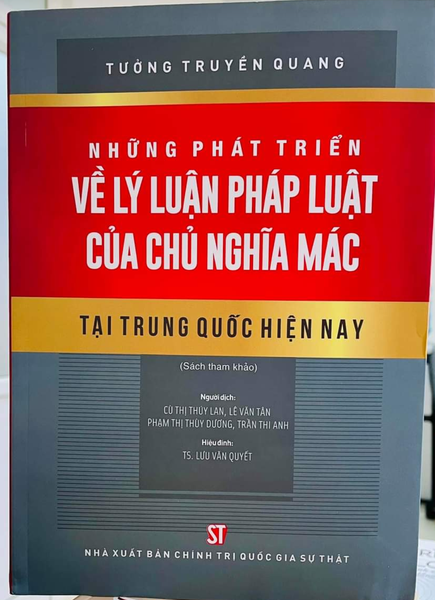 TƯỞNG TRUYỀN QUANG
NHỮNG PHÁT TRIỂN
VỀ LÝ LUẬN PHÁP LUẬT
CỦA CHỦ NGHĨA MÁC
TẠI TRUNG QUỐC HIỆN NAY
(Sách tham khảo)
Người dịch:
CÙ THỊ THÚY LAN, LÊ VĂN TẤN
PHẠM THỊ THÙY DƯƠNG, TRẦN THI ANH
Hiệu đính:
TS. LƯU VĂN QUYẾT
ST
NHÀ XUẤT BẢN CHÍNH TRỊ QUỐC GIA SỰ THẬT